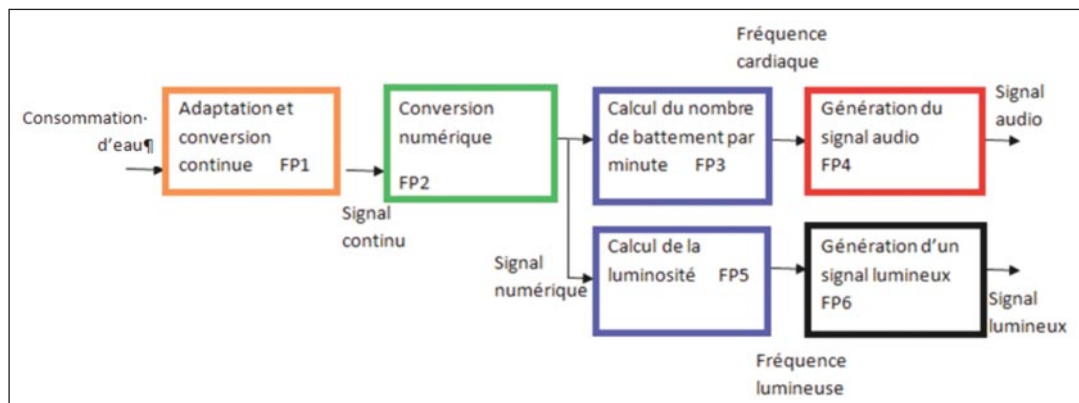 Fréquence
cardiaque
Consommation·
d'eau¶
Adaptation et
conversion
continue FP1
Signal
continu
Conversion
numérique
FP2
Calcul du nombre
de battement par
minute FP3
Génération du
signal audio
FP4
Signal
audio
Signal
numérique
Calcul de la
luminosité FP5
Génération d'un
signal lumineux
FP6
Signal
lumineux
Fréquence
lumineuse